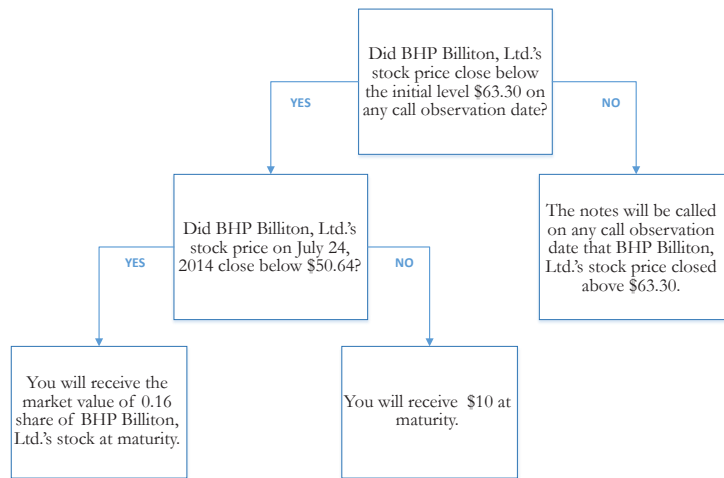 Did BHP Billiton, Ltd.'s
stock price close below
the initial level $63.30 on
any call observation date?
YES
NO
Did BHP Billiton, Ltd.'s
stock price on July 24,
2014 close below $50.64?
The notes will be called
on any call observation
date that BHP Billiton,
Ltd.'s stock price closed
above $63.30.
YES
NO
You will receive the
market value of 0.16
share of BHP Billiton,
Ltd.'s stock at maturity.
You will receive $10 at
maturity.